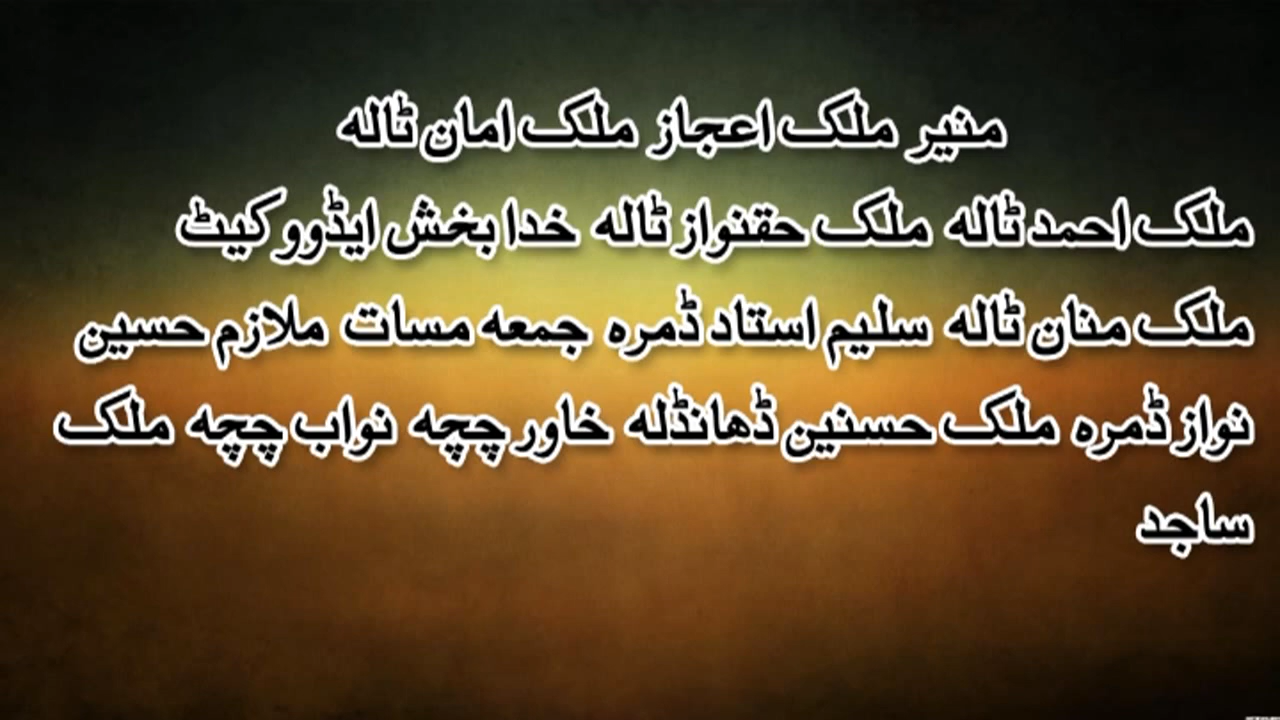 منیر ملک اعجاز ملک امان ٹالہ
ملک احمد ٹالہ ملک حقنواز ٹالہ خدا بخش ایڈووکیٹ
ملک منان ٹالہ سلیم استاد ڈمرہ جمعہ مسات ملازم حسین
نواز ڈمرہ ملک حسنین ڈھانڈلہ خاور چچہ نواب چچہ ملک
ساجد